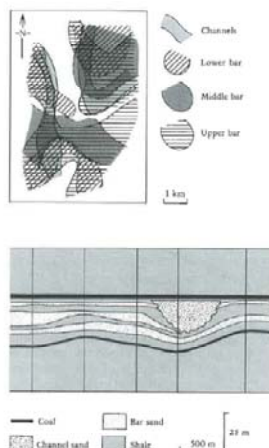 N
Channels
Lower bar
Middle bar
Upper bar
1 km
Coal
Bar sand
25 m
Channel sand
Shale
500 m